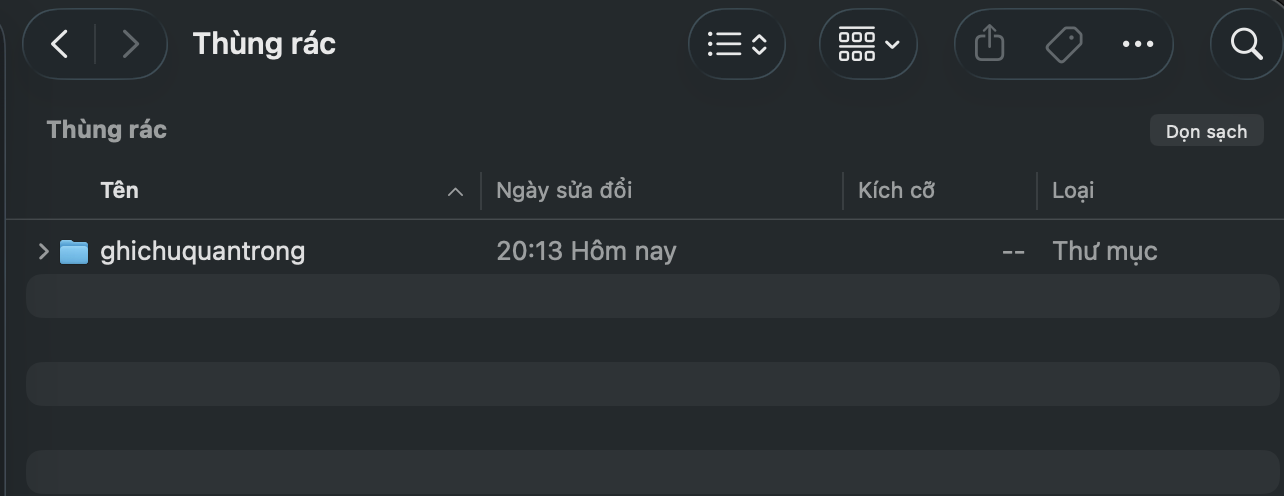 Thùng rác
Thùng rác
Dọn sạch
Tên Ngày sửa đổi Kích cỡ Loại
ghichuquantrong 20:13 Hôm nay -- Thư mục